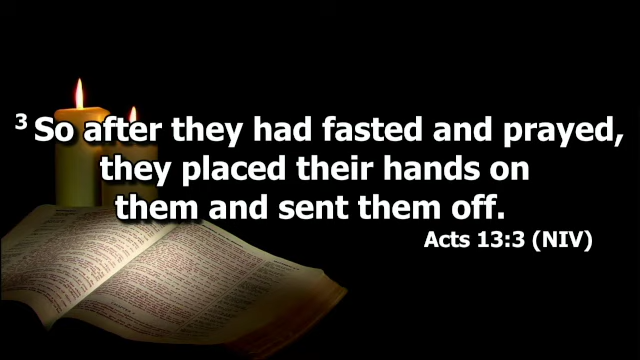 3 So after they had fasted and prayed,
they placed their hands on
them and sent them off.
Acts 13:3 (NIV)